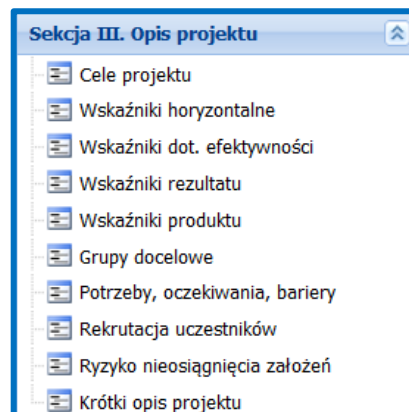 Sekcja III. Opis projektu
Cele projektu
Wskaźniki horyzontalne
Wskaźniki dot. efektywności
Wskaźniki rezultatu
Wskaźniki produktu
Grupy docelowe
Potrzeby, oczekiwania, bariery
Rekrutacja uczestników
Ryzyko nieosiągnięcia założeń
Krótki opis projektu